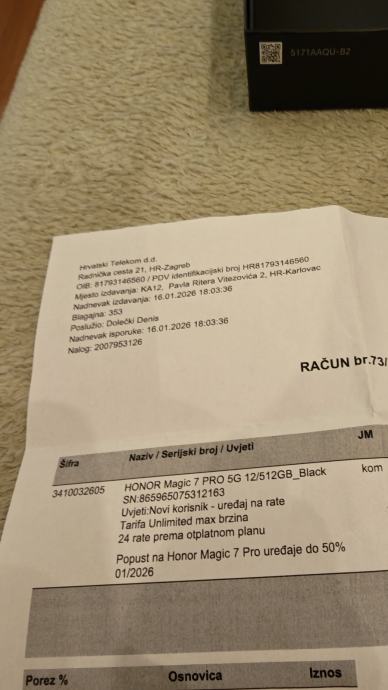 5171AAQU-B2
Hrvatski Telekom d.d.
Radnička cesta 21, HR-Zagreb
OIB: 81793146560 / PDV identifikacijski broj HR81793146560
Mjesto izdavanja: KA12, Pavla Ritera Vitezovića 2, HR-Karlovac
Nadnevak izdavanja: 16.01.2026 18:03:36
Blagajna: 353
Poslužio: Dolečki Denis
Nadnevak isporuke: 16.01.2026 18:03:36
Nalog: 2007953126
RAČUN br.73/
Šifra Naziv / Serijski broj / Uvjeti JM
3410032605 HONOR Magic 7 PRO 5G 12/512GB_Black kom
SN:865965075312163
Uvjeti:Novi korisnik - uređaj na rate
Tarifa Unlimited max brzina
24 rate prema otplatnom planu
Popust na Honor Magic 7 Pro uređaje do 50%
01/2026
Porez % Osnovica Iznos